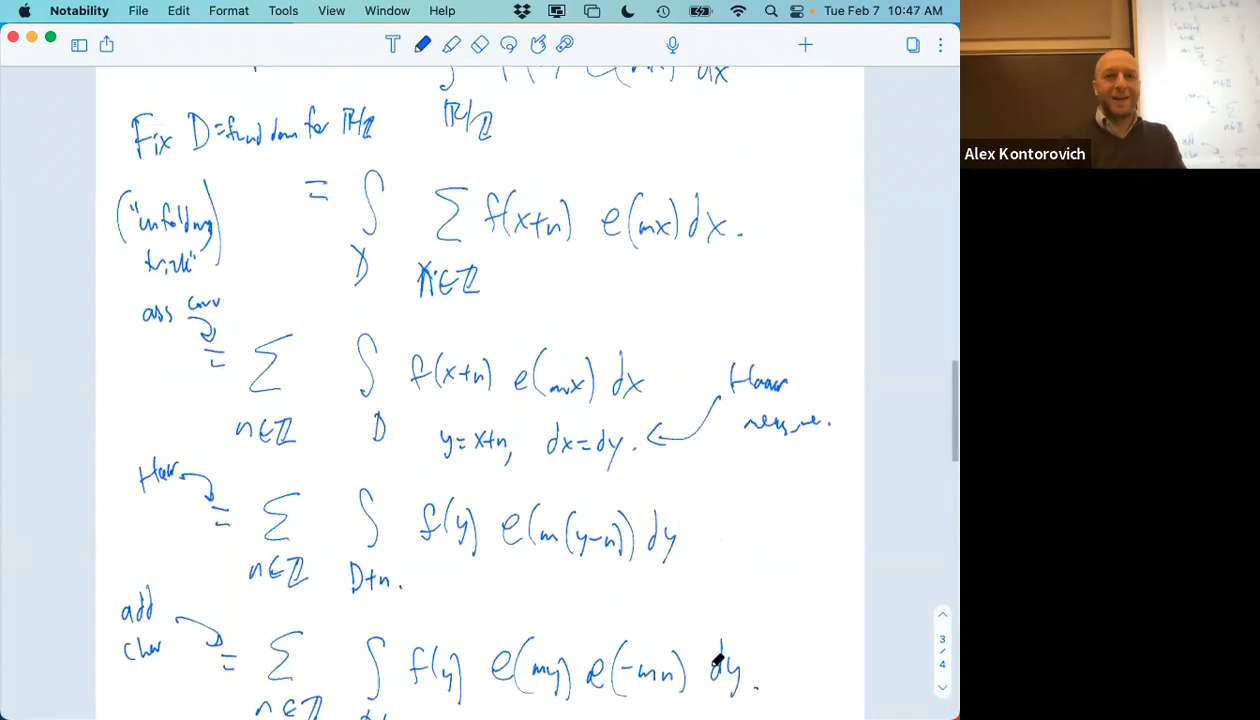 Notability File Edit Format Tools View Window Help Tue Feb 7 10:47 AM
Alex Kontorovich
ℝ/ℤ
Fix D = fund dom for ℝ/ℤ
("unfolding trick")
= ∫_D ∑_{n∈ℤ} f(x+n) e(mx) dx.
abs conv
= ∑_{n∈ℤ} ∫_D f(x+n) e(mx) dx
y=x+n, dx=dy. Haar measure.
Haar
= ∑_{n∈ℤ} ∫_{D+n.} f(y) e(m(y-n)) dy
add char
= ∑_{n∈ℤ} ∫ f(y) e(my) e(-mn) dy.
3/4